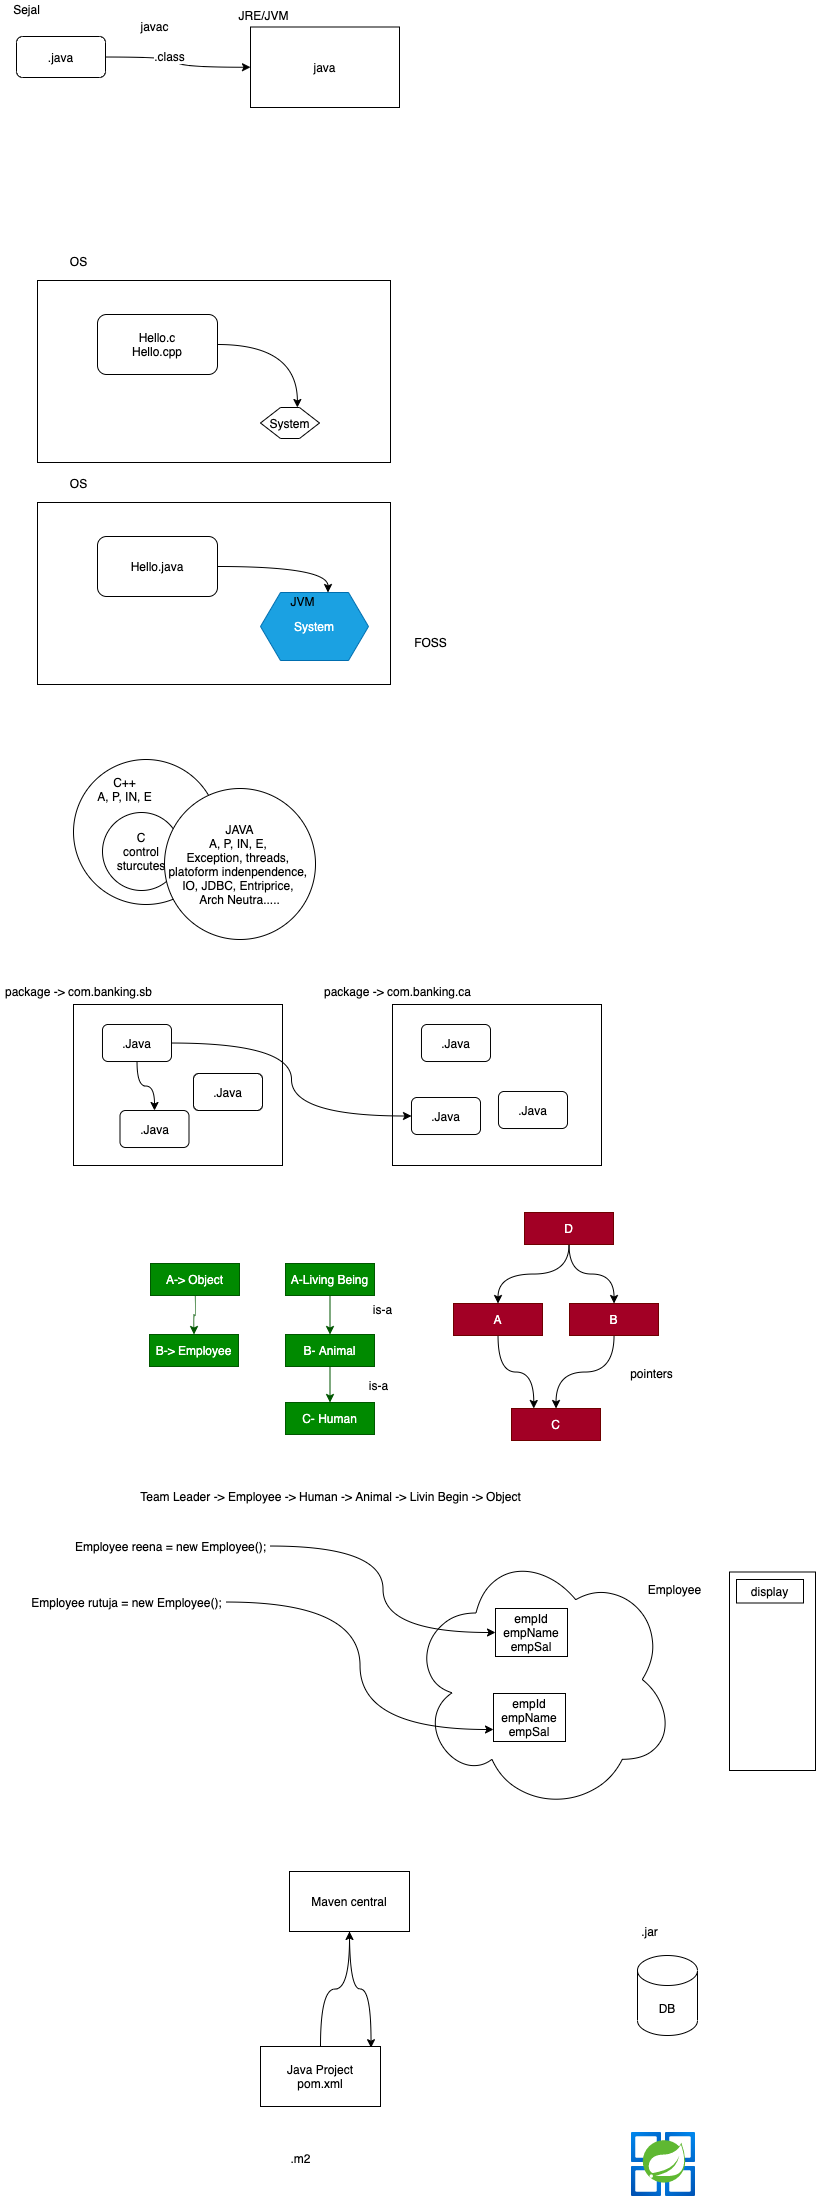 Sejal
JRE/JVM
javac
.java
.class
java
OS
Hello.c
Hello.cpp
System
OS
Hello.java
JVM
System
FOSS
C++
A, P, IN, E
C
control
sturcutes
JAVA
A, P, IN, E,
Exception, threads,
platoform indenpendence,
IO, JDBC, Entriprice,
Arch Neutra.....
package -> com.banking.sb
package -> com.banking.ca
.Java
.Java
.Java
.Java
.Java
.Java
D
A-> Object
A-Living Being
is-a
A
B
B-> Employee
B- Animal
is-a
pointers
C- Human
C
Team Leader -> Employee -> Human -> Animal -> Livin Begin -> Object
Employee reena = new Employee();
Employee rutuja = new Employee();
Employee
display
empId
empName
empSal
empId
empName
empSal
Maven central
.jar
DB
Java Project
pom.xml
.m2